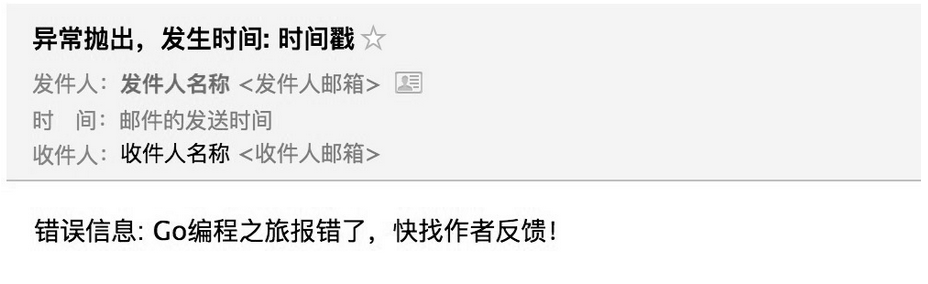 异常抛出，发生时间: 时间戳
发件人：发件人名称 <发件人邮箱>
时 间：邮件的发送时间
收件人：收件人名称 <收件人邮箱>
错误信息: Go编程之旅报错了，快找作者反馈！